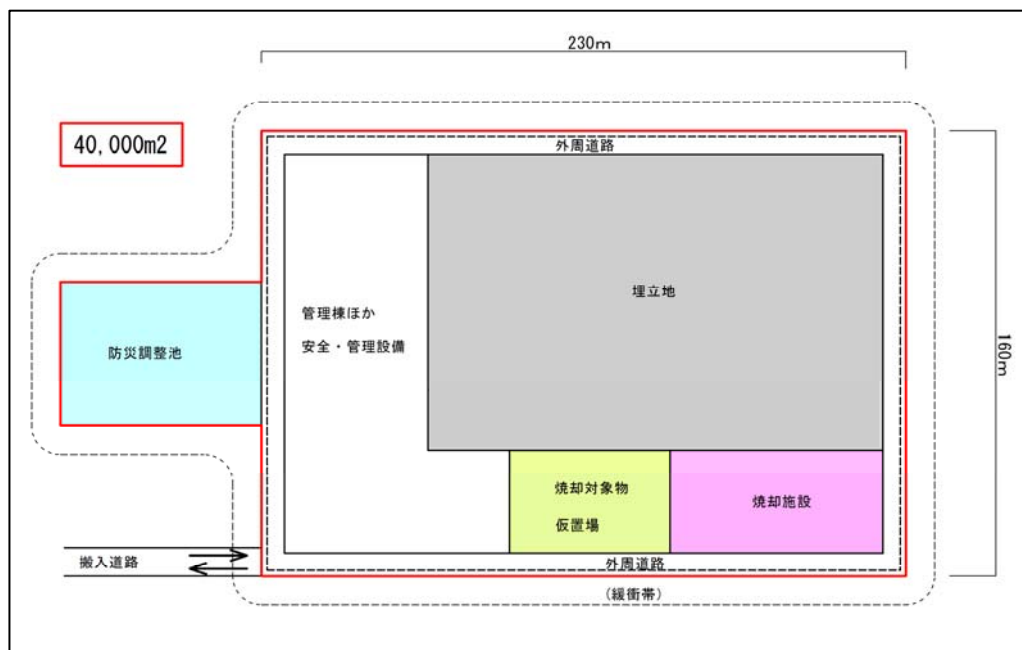 230m
40,000m2
外周道路
埋立地
管理棟ほか
安全・管理設備
防災調整池
160m
焼却対象物
仮置場
焼却施設
搬入道路
外周道路
(緩衝帯)